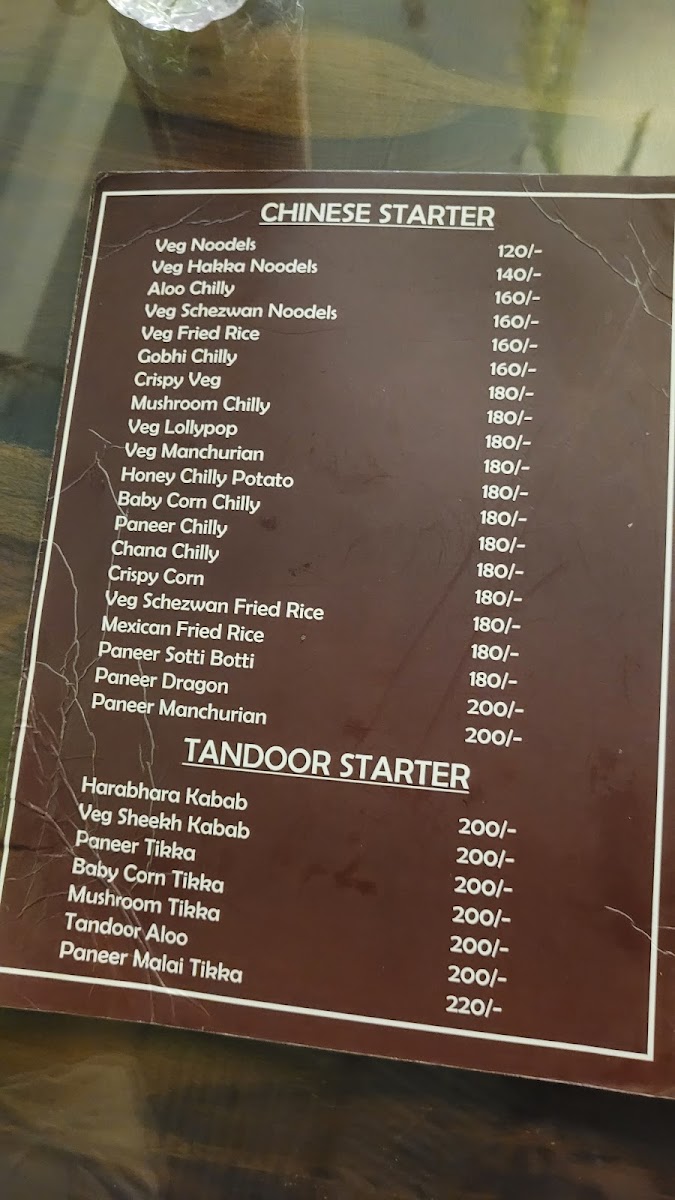 CHINESE STARTER
Veg Noodels 120/-
Veg Hakka Noodels 140/-
Aloo Chilly 160/-
Veg Schezwan Noodels 160/-
Veg Fried Rice 160/-
Gobhi Chilly 160/-
Crispy Veg 180/-
Mushroom Chilly 180/-
Veg Lollypop 180/-
Veg Manchurian 180/-
Honey Chilly Potato 180/-
Baby Corn Chilly 180/-
Paneer Chilly 180/-
Chana Chilly 180/-
Crispy Corn 180/-
Veg Schezwan Fried Rice 180/-
Mexican Fried Rice 180/-
Paneer Sotti Botti 180/-
Paneer Dragon 200/-
Paneer Manchurian 200/-
TANDOOR STARTER
Harabhara Kabab 200/-
Veg Sheekh Kabab 200/-
Paneer Tikka 200/-
Baby Corn Tikka 200/-
Mushroom Tikka 200/-
Tandoor Aloo 200/-
Paneer Malai Tikka 220/-